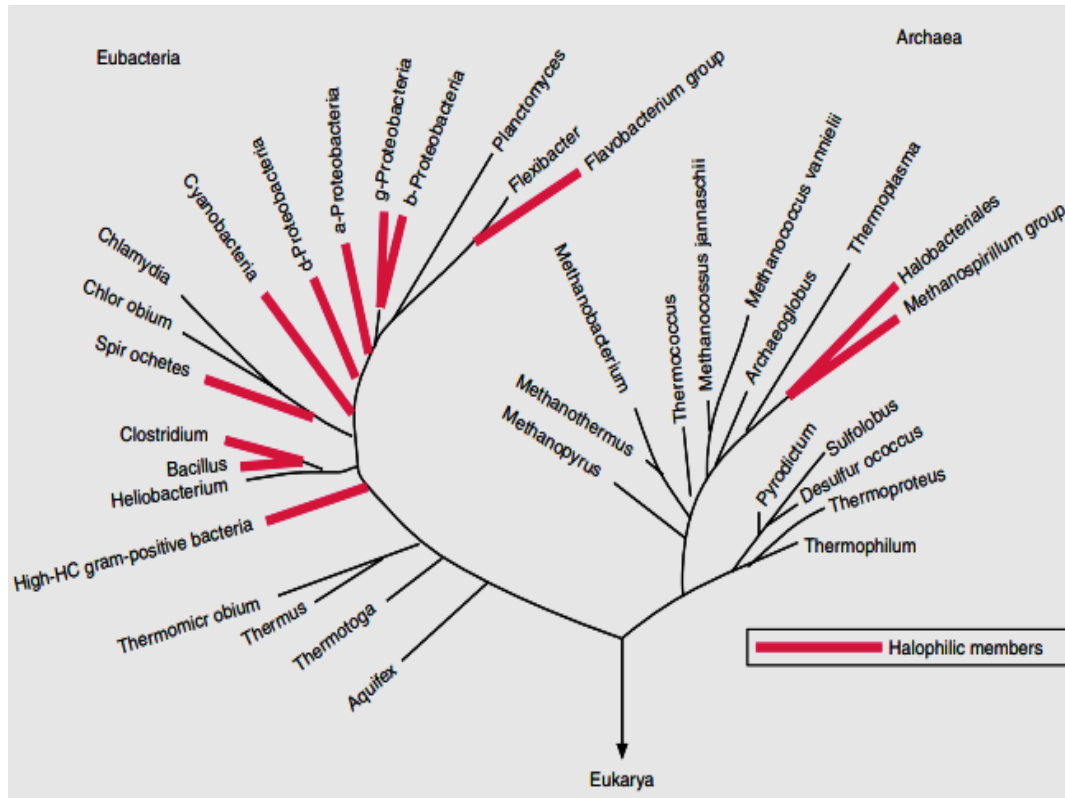 Eubacteria
Archaea
Chlamydia
Chlor obium
Spir ochetes
Cyanobacteria
d-Proteobacteria
a-Proteobacteria
g-Proteobacteria
b-Proteobacteria
Planctomyces
Flexibacter
Flavobacterium group
Clostridium
Bacillus
Heliobacterium
High-HC gram-positive bacteria
Thermomicr obium
Thermus
Thermotoga
Aquifex
Methanopyrus
Methanothermus
Methanobacterium
Thermococcus
Methanocossus jannaschii
Methanococcus vannielii
Archaeoglobus
Thermoplasma
Halobacteriales
Methanospirillum group
Pyrodictum
Sulfolobus
Desulfur ococcus
Thermoproteus
Thermophilum
Halophilic members
Eukarya